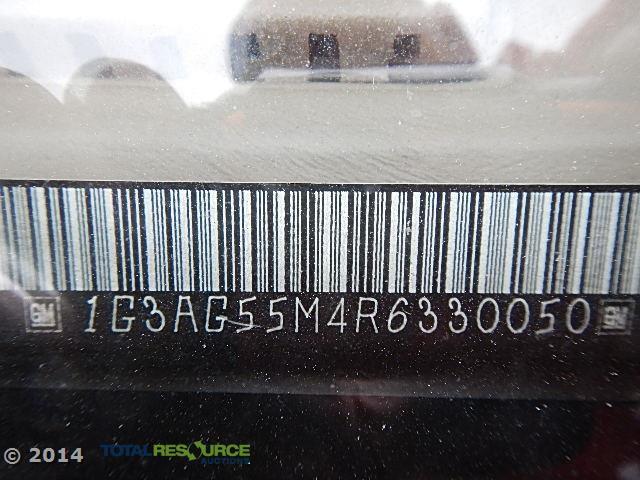 GM 1G3AG55M4R6330050 GM
© 2014 TOTALRESOURCE
AUCTIONS